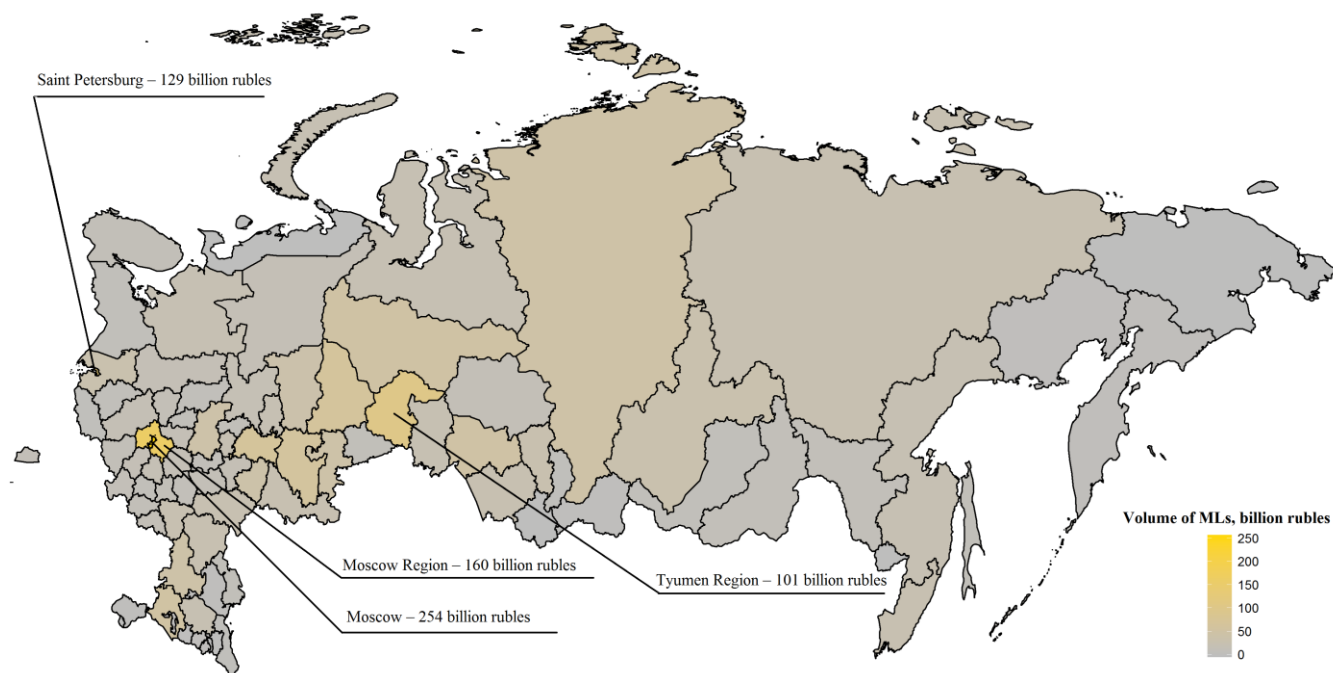 Saint Petersburg – 129 billion rubles
Moscow Region – 160 billion rubles
Tyumen Region – 101 billion rubles
Moscow – 254 billion rubles
Volume of MLs, billion rubles
250
200
150
100
50
0